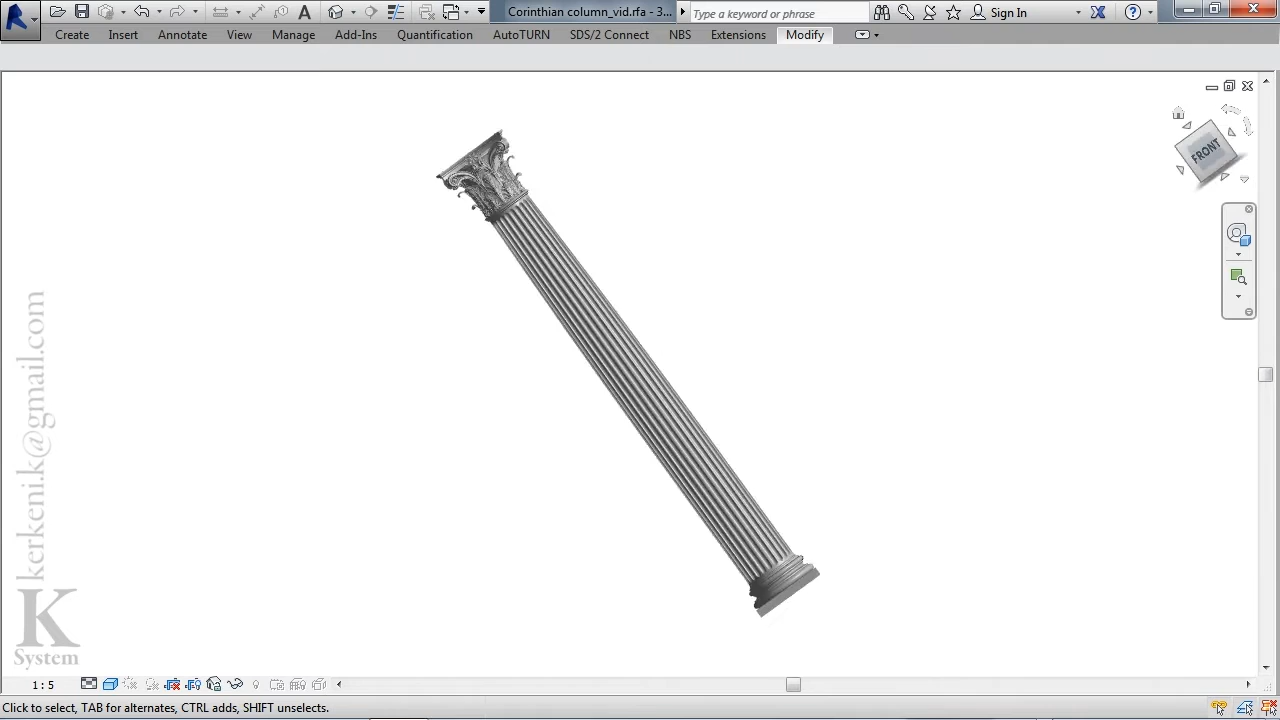 Corinthian column_vid.rfa - 3...
Type a keyword or phrase
Sign In
Create
Insert
Annotate
View
Manage
Add-Ins
Quantification
AutoTURN
SDS/2 Connect
NBS
Extensions
Modify
FRONT
kerkeni.k@gmail.com
K
System
1 : 5
Click to select, TAB for alternates, CTRL adds, SHIFT unselects.